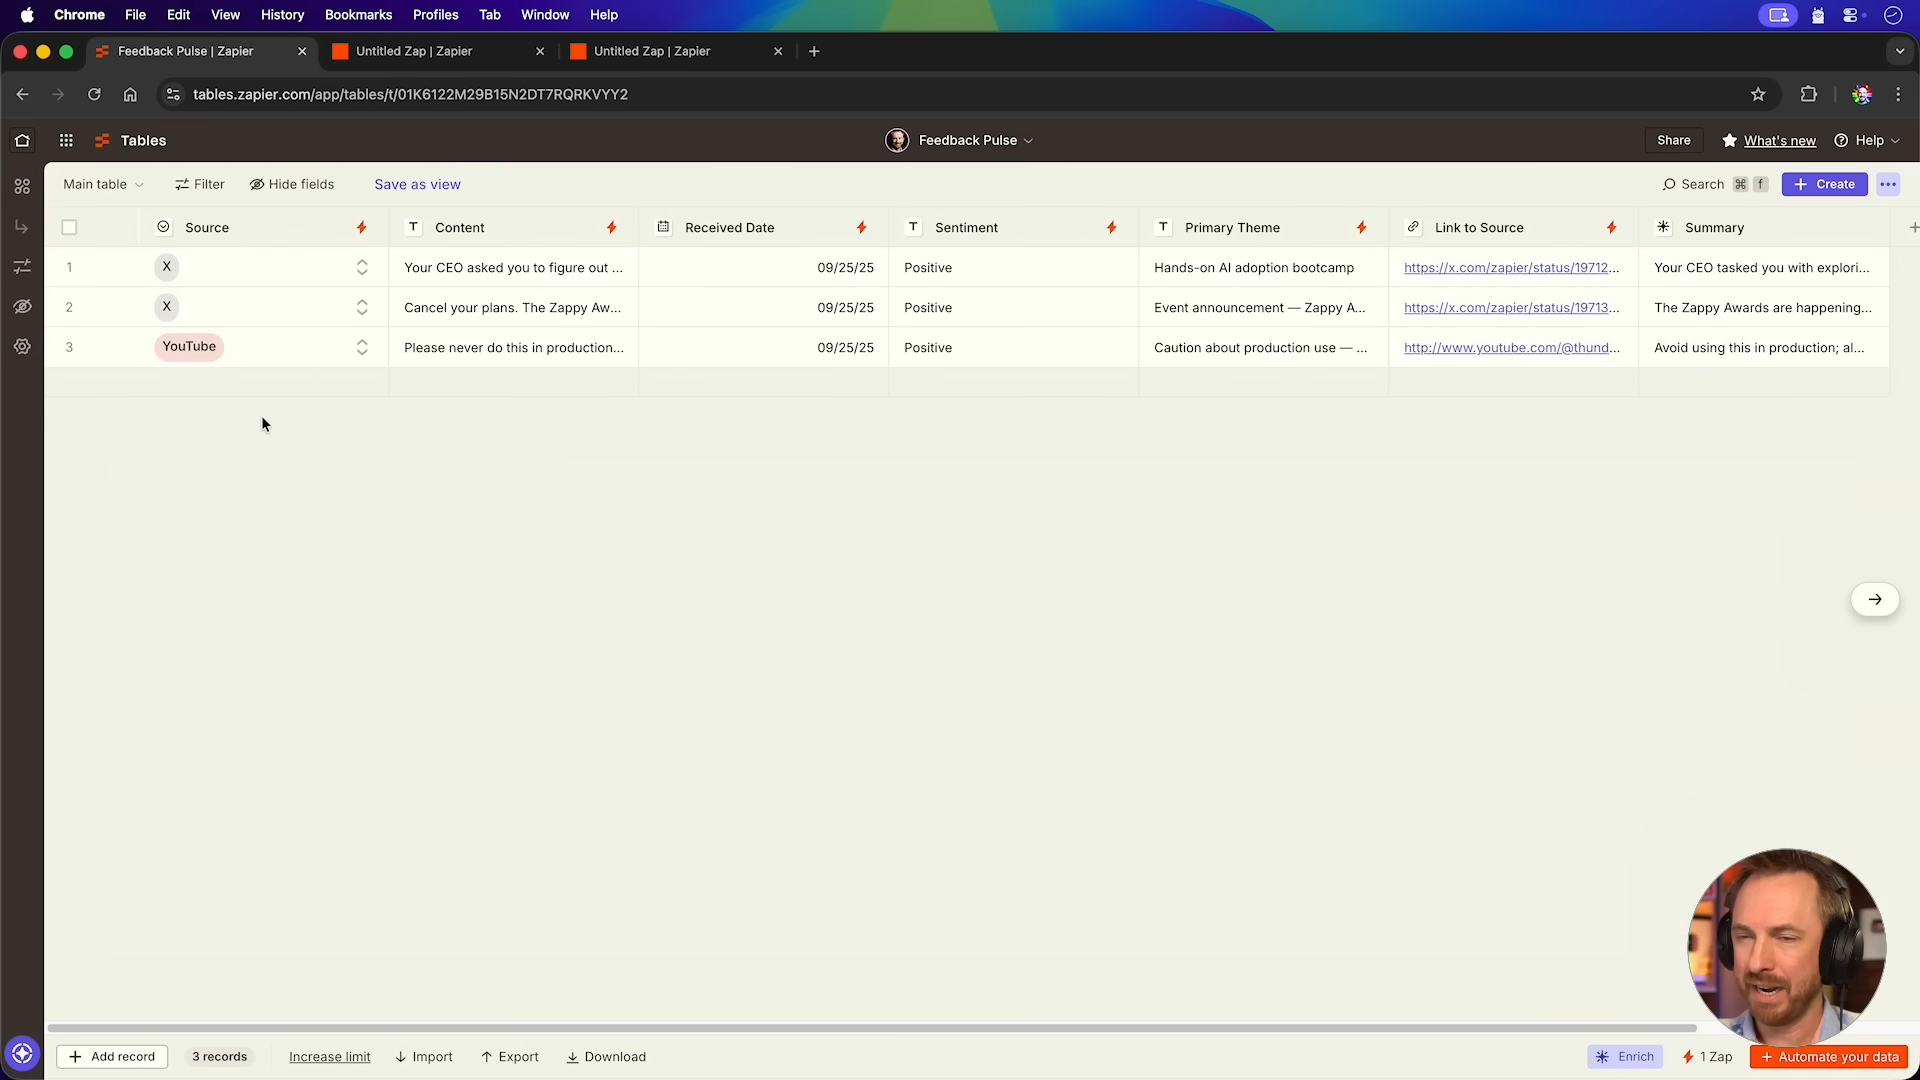 Chrome File Edit View History Bookmarks Profiles Tab Window Help
Feedback Pulse | Zapier Untitled Zap | Zapier Untitled Zap | Zapier
tables.zapier.com/app/tables/t/01K6122M29B15N2DT7RQRKVYY2
Tables Feedback Pulse Share What's new Help
Main table Filter Hide fields Save as view Search ⌘ f + Create
Source Content Received Date Sentiment Primary Theme Link to Source Summary
1 X Your CEO asked you to figure out ... 09/25/25 Positive Hands-on AI adoption bootcamp https://x.com/zapier/status/19712... Your CEO tasked you with explori...
2 X Cancel your plans. The Zappy Aw... 09/25/25 Positive Event announcement — Zappy A... https://x.com/zapier/status/19713... The Zappy Awards are happening...
3 YouTube Please never do this in production... 09/25/25 Positive Caution about production use — ... http://www.youtube.com/@thund... Avoid using this in production; al...
+ Add record 3 records Increase limit Import Export Download Enrich 1 Zap + Automate your data